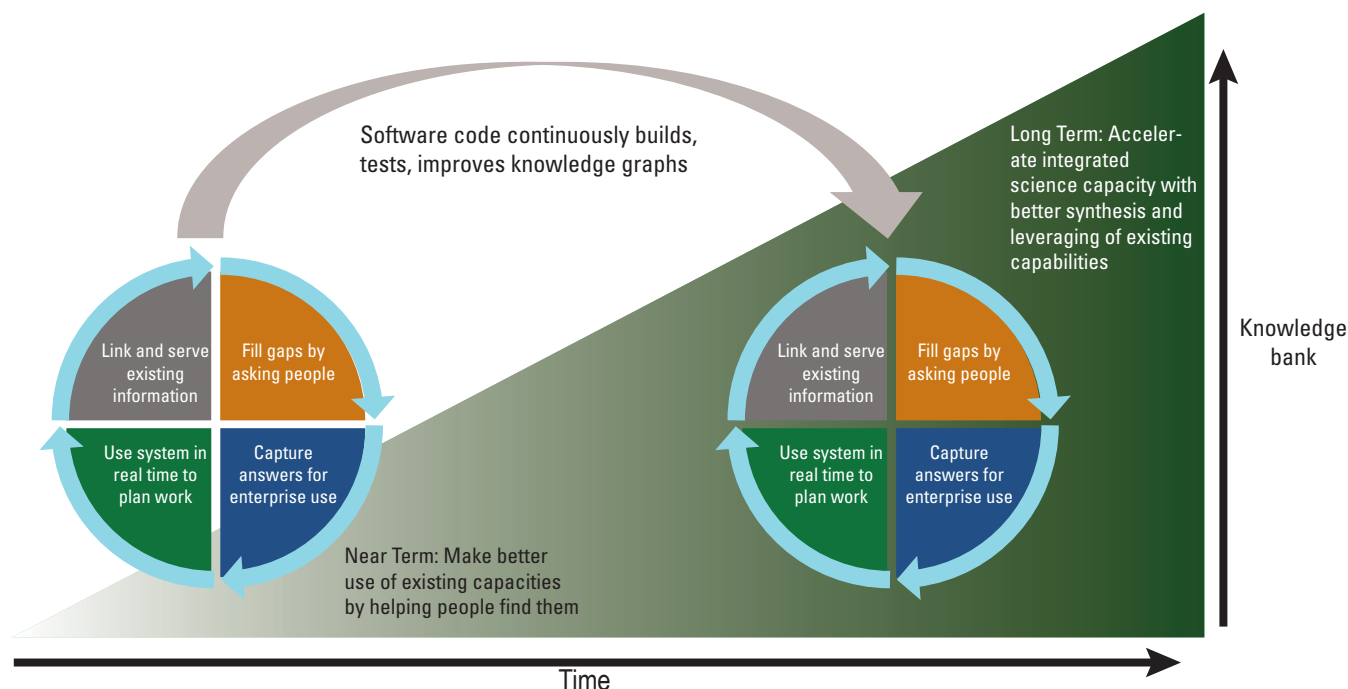 Software code continuously builds,
tests, improves knowledge graphs
Long Term: Acceler-
ate integrated
science capacity with
better synthesis and
leveraging of existing
capabilities
Knowledge
bank
Link and serve
existing
information
Fill gaps by
asking people
Use system in
real time to
plan work
Capture
answers for
enterprise use
Link and serve
existing
information
Fill gaps by
asking people
Use system in
real time to
plan work
Capture
answers for
enterprise use
Near Term: Make better
use of existing capacities
by helping people find them
Time